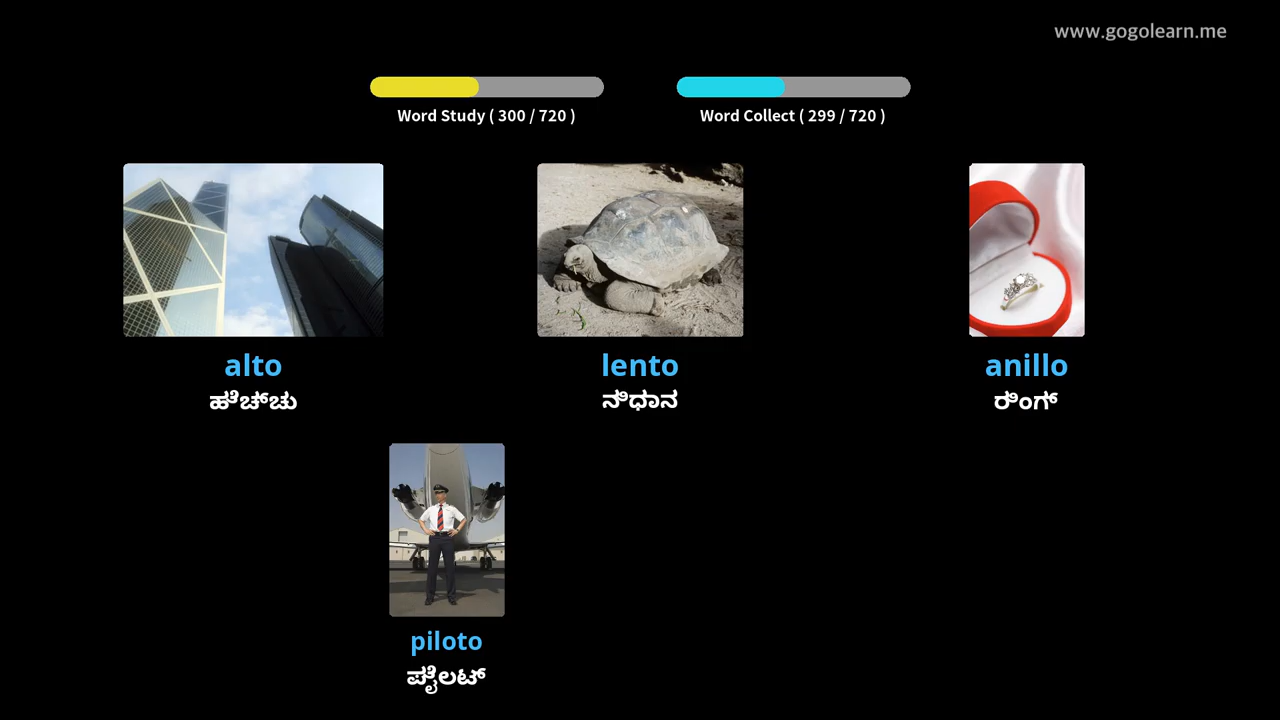 www.gogolearn.me
Word Study ( 300 / 720 )
Word Collect ( 299 / 720 )
alto
lento
anillo
ಹೆಚ್ಚು
ನಿಧಾನ
ರಿಂಗ್
piloto
ಪೈಲಟ್